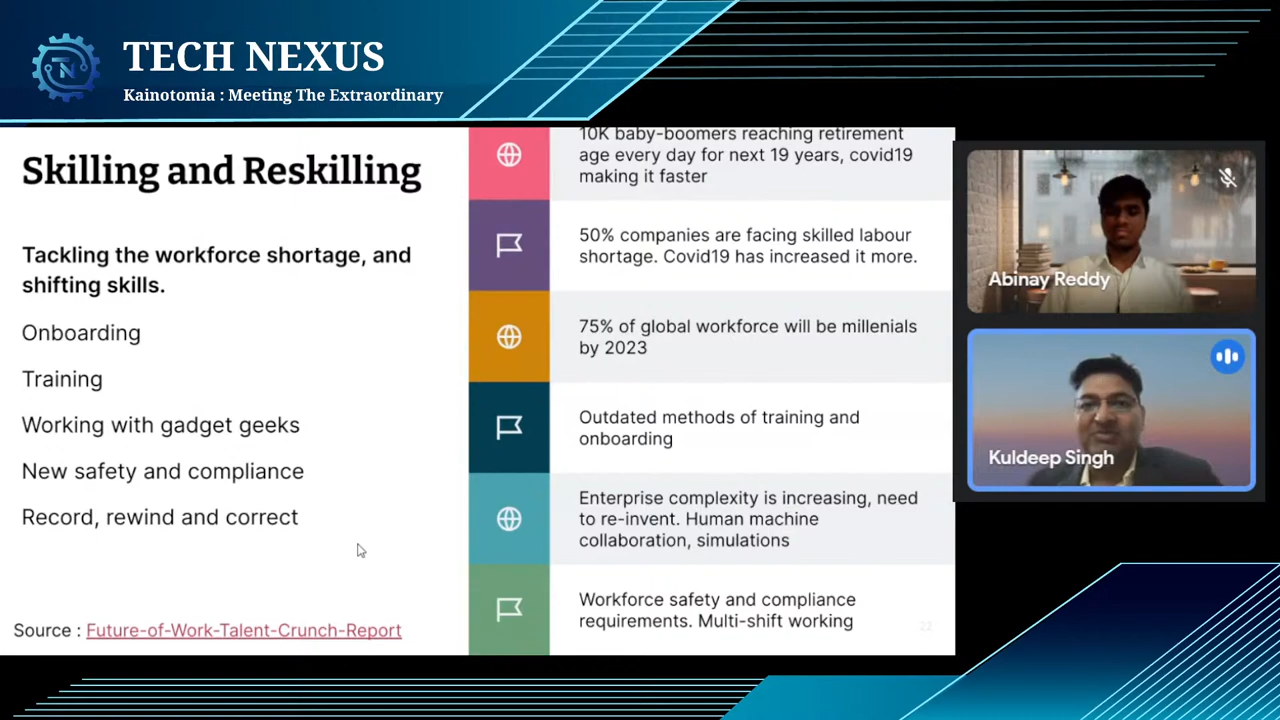 TECH NEXUS
Kainotomia : Meeting The Extraordinary
TN
Skilling and Reskilling
Tackling the workforce shortage, and
shifting skills.
Onboarding
Training
Working with gadget geeks
New safety and compliance
Record, rewind and correct
Source : Future-of-Work-Talent-Crunch-Report
10K baby-boomers reaching retirement
age every day for next 19 years, covid19
making it faster
50% companies are facing skilled labour
shortage. Covid19 has increased it more.
75% of global workforce will be millenials
by 2023
Outdated methods of training and
onboarding
Enterprise complexity is increasing, need
to re-invent. Human machine
collaboration, simulations
Workforce safety and compliance
requirements. Multi-shift working
22
Abinay Reddy
Kuldeep Singh